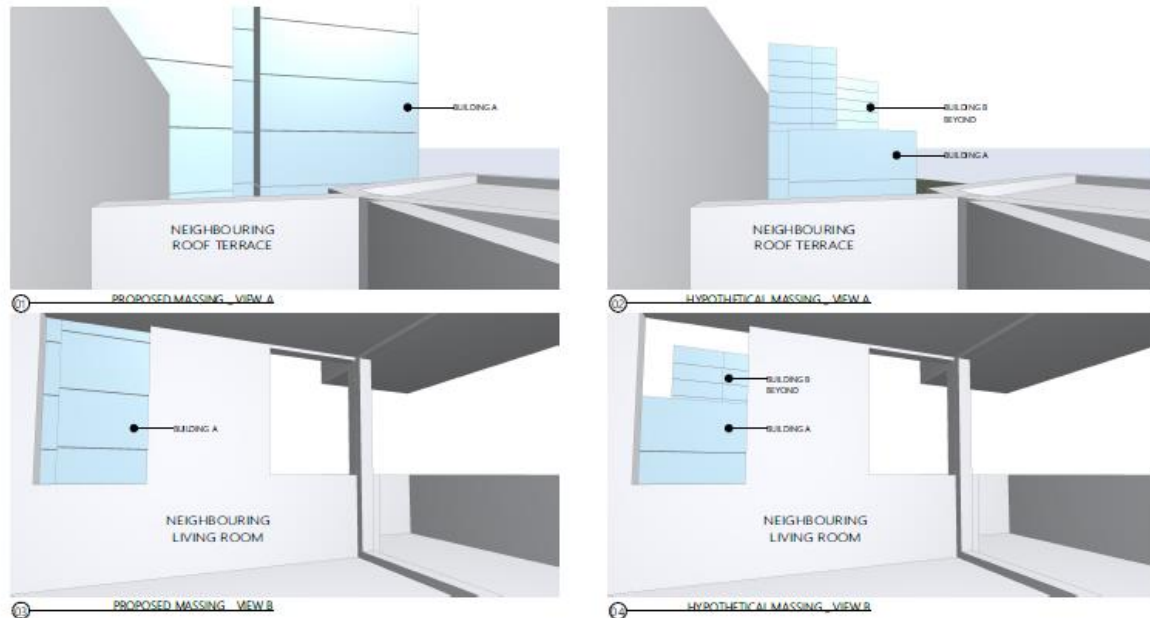 BUILDING A
NEIGHBOURING
ROOF TERRACE
01 PROPOSED MASSING _ VIEW A
BUILDING B
BEYOND
BUILDING A
NEIGHBOURING
ROOF TERRACE
02 HYPOTHETICAL MASSING _ VIEW A
BUILDING A
NEIGHBOURING
LIVING ROOM
03 PROPOSED MASSING _ VIEW B
BUILDING B
BEYOND
BUILDING A
NEIGHBOURING
LIVING ROOM
04 HYPOTHETICAL MASSING _ VIEW B